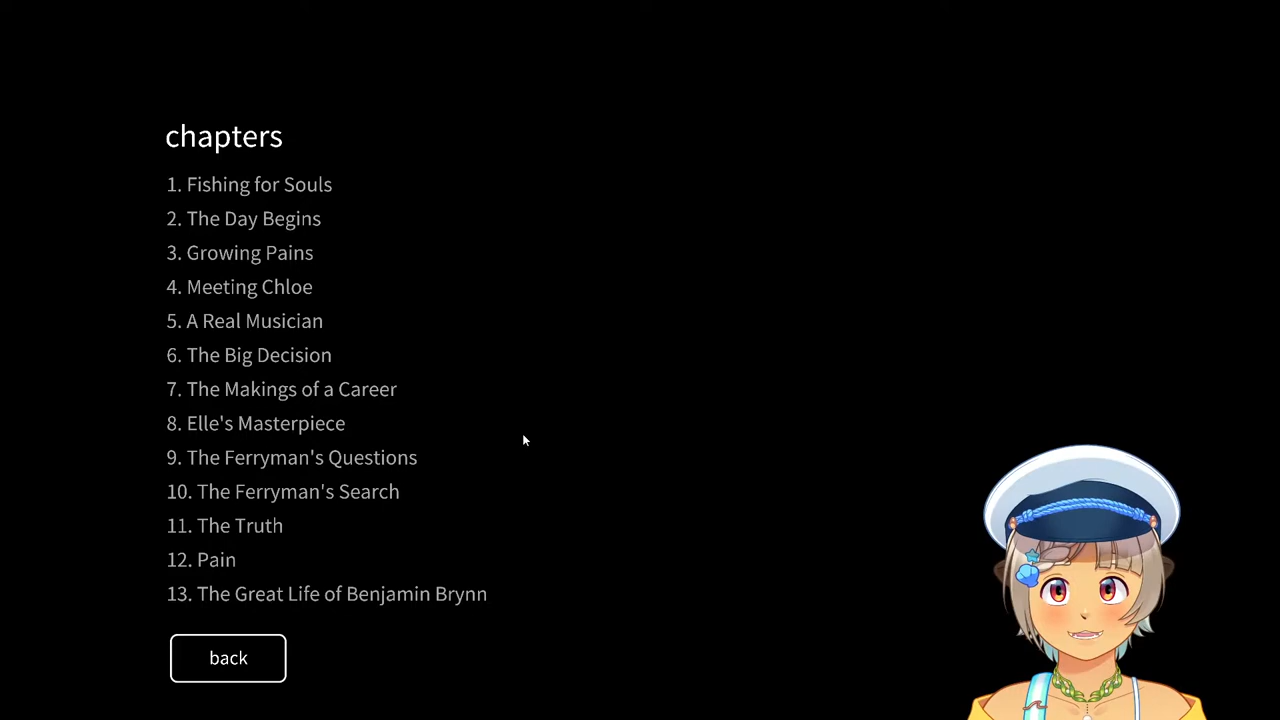 chapters
1. Fishing for Souls
2. The Day Begins
3. Growing Pains
4. Meeting Chloe
5. A Real Musician
6. The Big Decision
7. The Makings of a Career
8. Elle's Masterpiece
9. The Ferryman's Questions
10. The Ferryman's Search
11. The Truth
12. Pain
13. The Great Life of Benjamin Brynn
back